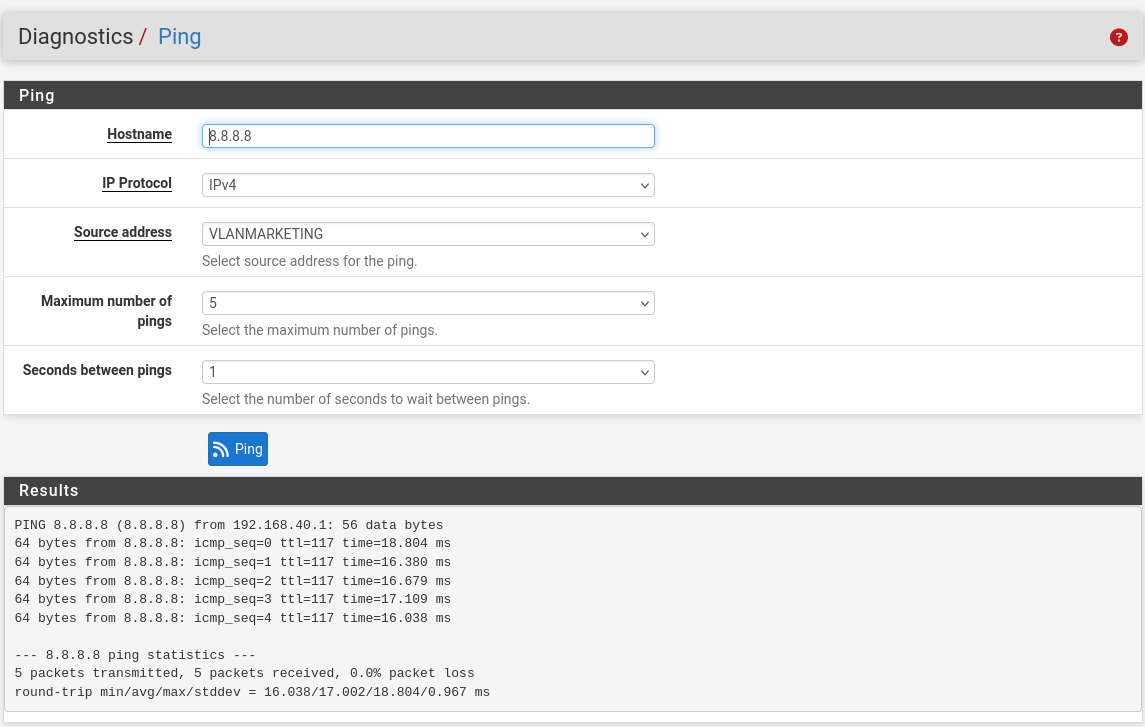 Diagnostics / Ping
?
Ping
Hostname
8.8.8.8
IP Protocol
IPv4
Source address
VLANMARKETING
Select source address for the ping.
Maximum number of
pings
5
Select the maximum number of pings.
Seconds between pings
1
Select the number of seconds to wait between pings.
Ping
Results
PING 8.8.8.8 (8.8.8.8) from 192.168.40.1: 56 data bytes
64 bytes from 8.8.8.8: icmp_seq=0 ttl=117 time=18.804 ms
64 bytes from 8.8.8.8: icmp_seq=1 ttl=117 time=16.380 ms
64 bytes from 8.8.8.8: icmp_seq=2 ttl=117 time=16.679 ms
64 bytes from 8.8.8.8: icmp_seq=3 ttl=117 time=17.109 ms
64 bytes from 8.8.8.8: icmp_seq=4 ttl=117 time=16.038 ms
--- 8.8.8.8 ping statistics ---
5 packets transmitted, 5 packets received, 0.0% packet loss
round-trip min/avg/max/stddev = 16.038/17.002/18.804/0.967 ms